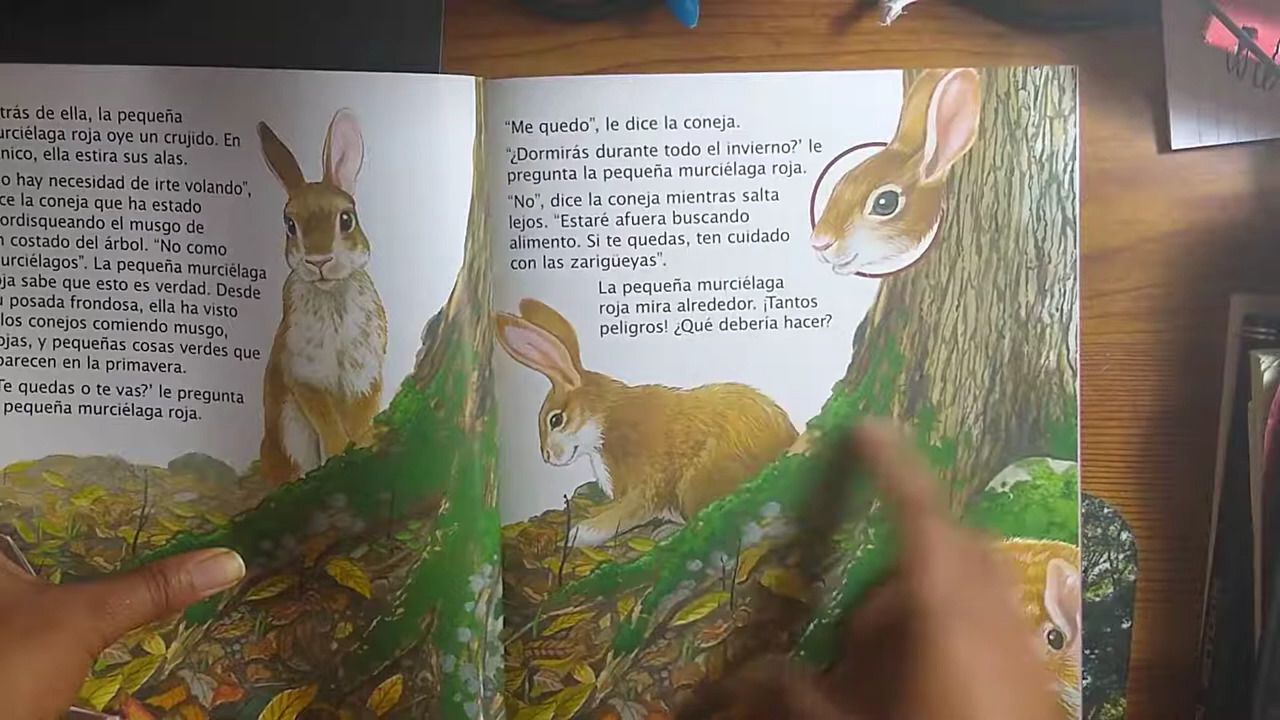 trás de ella, la pequeña
urciélaga roja oye un crujido. En
nico, ella estira sus alas.
o hay necesidad de irte volando",
ce la coneja que ha estado
ordisqueando el musgo de
n costado del árbol. "No como
urciélagos". La pequeña murciélaga
ja sabe que esto es verdad. Desde
u posada frondosa, ella ha visto
los conejos comiendo musgo,
ojas, y pequeñas cosas verdes que
parecen en la primavera.
Te quedas o te vas?' le pregunta
pequeña murciélaga roja.
"Me quedo", le dice la coneja.
"¿Dormirás durante todo el invierno?' le
pregunta la pequeña murciélaga roja.
"No", dice la coneja mientras salta
lejos. "Estaré afuera buscando
alimento. Si te quedas, ten cuidado
con las zarigüeyas".
La pequeña murciélaga
roja mira alrededor. ¡Tantos
peligros! ¿Qué debería hacer?